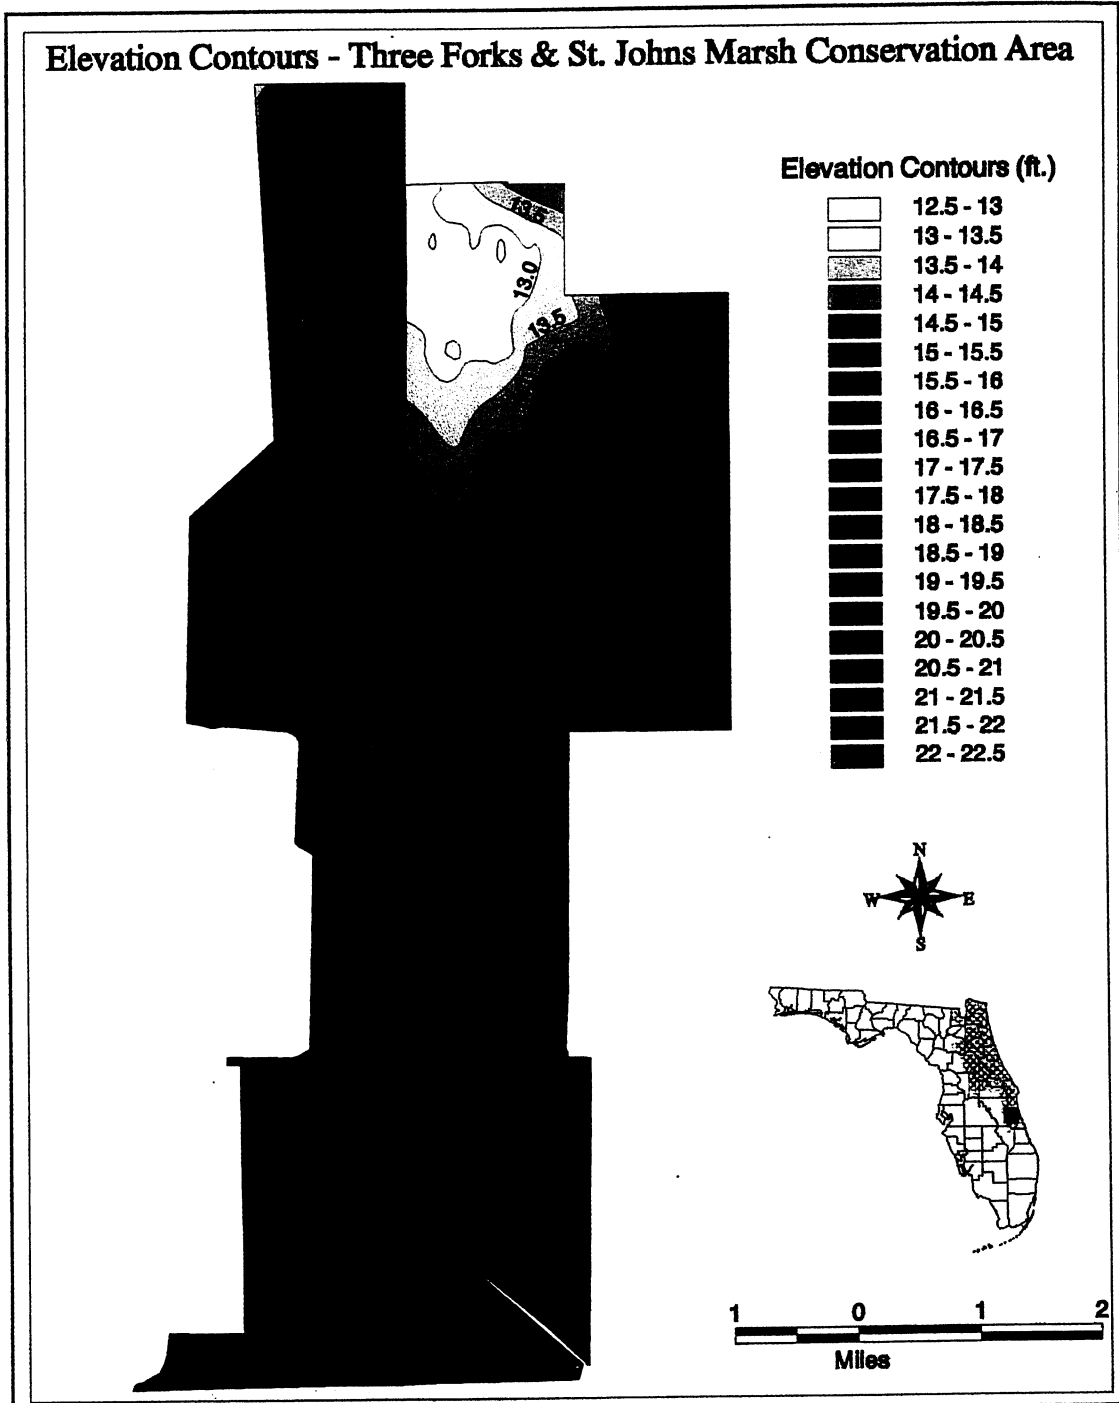 Elevation Contours - Three Forks & St. Johns Marsh Conservation Area
13.5
13.0
13.5
Elevation Contours (ft.)
12.5 - 13
13 - 13.5
13.5 - 14
14 - 14.5
14.5 - 15
15 - 15.5
15.5 - 16
16 - 16.5
16.5 - 17
17 - 17.5
17.5 - 18
18 - 18.5
18.5 - 19
19 - 19.5
19.5 - 20
20 - 20.5
20.5 - 21
21 - 21.5
21.5 - 22
22 - 22.5
N
W E
S
1 0 1 2
Miles